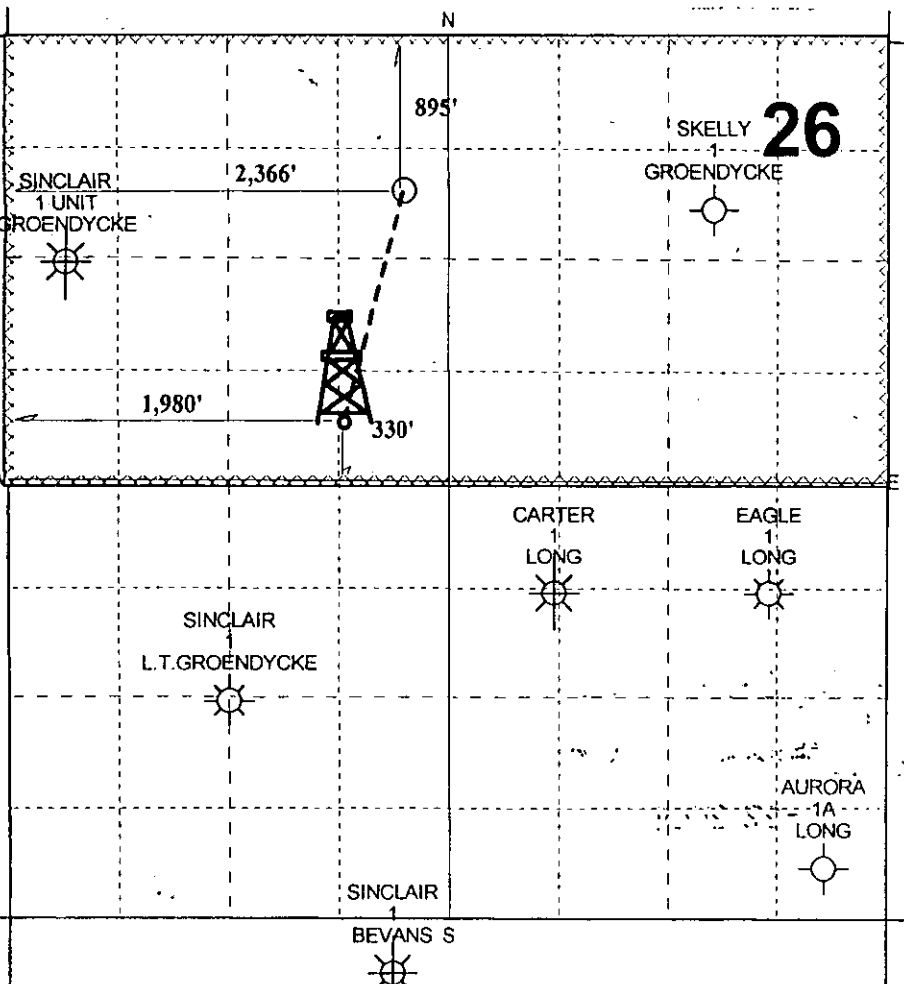 N
895'
SKELLY
1
GROENDYCKE
26
2,366'
SINCLAIR
1 UNIT
GROENDYCKE
1,980'
330'
E
CARTER
1
LONG
EAGLE
1
LONG
SINCLAIR
1
L.T.GROENDYCKE
AURORA
1A
LONG
SINCLAIR
1
BEVANS S